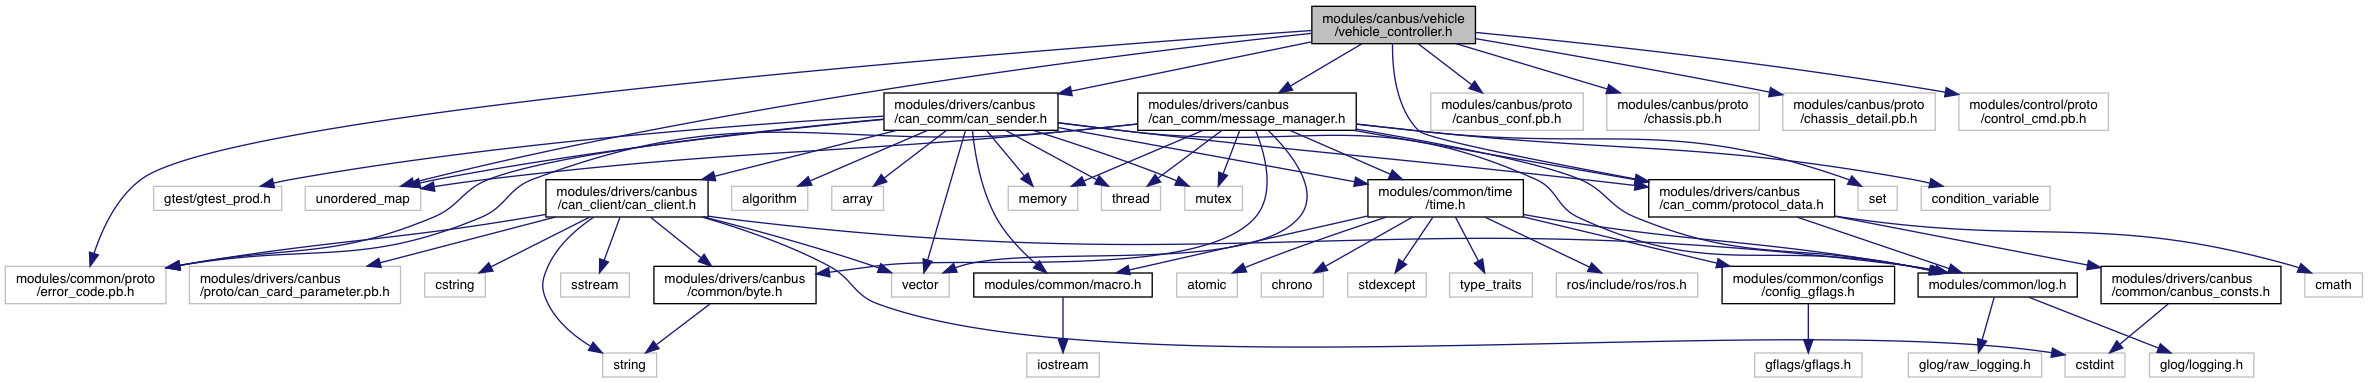 modules/canbus/vehicle
/vehicle_controller.h
modules/drivers/canbus
/can_comm/can_sender.h
modules/drivers/canbus
/can_comm/message_manager.h
modules/canbus/proto
/canbus_conf.pb.h
modules/canbus/proto
/chassis.pb.h
modules/canbus/proto
/chassis_detail.pb.h
modules/control/proto
/control_cmd.pb.h
gtest/gtest_prod.h
unordered_map
modules/drivers/canbus
/can_client/can_client.h
algorithm
array
memory
thread
mutex
modules/common/time
/time.h
modules/drivers/canbus
/can_comm/protocol_data.h
set
condition_variable
modules/common/proto
/error_code.pb.h
modules/drivers/canbus
/proto/can_card_parameter.pb.h
cstring
sstream
modules/drivers/canbus
/common/byte.h
vector
modules/common/macro.h
atomic
chrono
stdexcept
type_traits
ros/include/ros/ros.h
modules/common/configs
/config_gflags.h
modules/common/log.h
modules/drivers/canbus
/common/canbus_consts.h
cmath
string
iostream
gflags/gflags.h
glog/raw_logging.h
cstdint
glog/logging.h